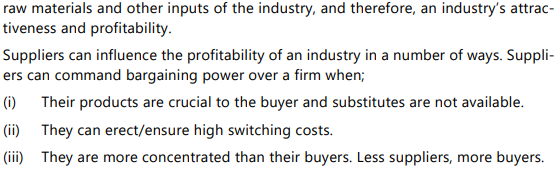 raw materials and other inputs of the industry, and therefore, an industry's attrac-
tiveness and profitability.
Suppliers can influence the profitability of an industry in a number of ways. Suppli-
ers can command bargaining power over a firm when;
(i) Their products are crucial to the buyer and substitutes are not available.
(ii) They can erect/ensure high switching costs.
(iii) They are more concentrated than their buyers. Less suppliers, more buyers.